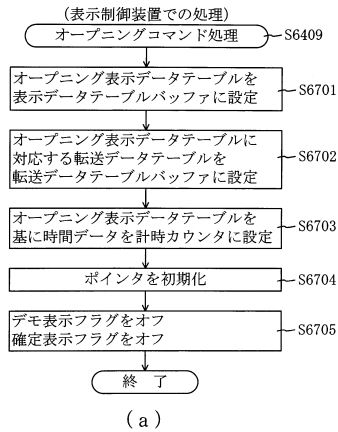 (表示制御装置での処理)
オープニングコマンド処理
S6409
オープニング表示データテーブルを
表示データテーブルバッファに設定
S6701
オープニング表示データテーブルに
対応する転送データテーブルを
転送データテーブルバッファに設定
S6702
オープニング表示データテーブルを
基に時間データを計時カウンタに設定
S6703
ポインタを初期化
S6704
デモ表示フラグをオフ
確定表示フラグをオフ
S6705
終 了
(a)